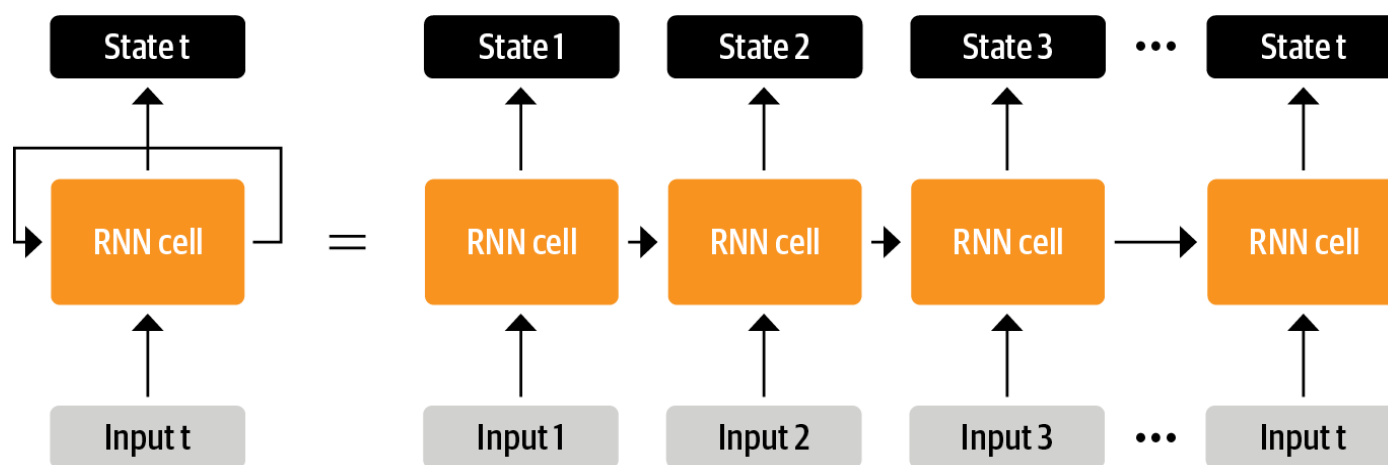 State t
State 1
State 2
State 3
•••
State t
RNN cell
=
RNN cell
RNN cell
RNN cell
RNN cell
Input t
Input 1
Input 2
Input 3
•••
Input t